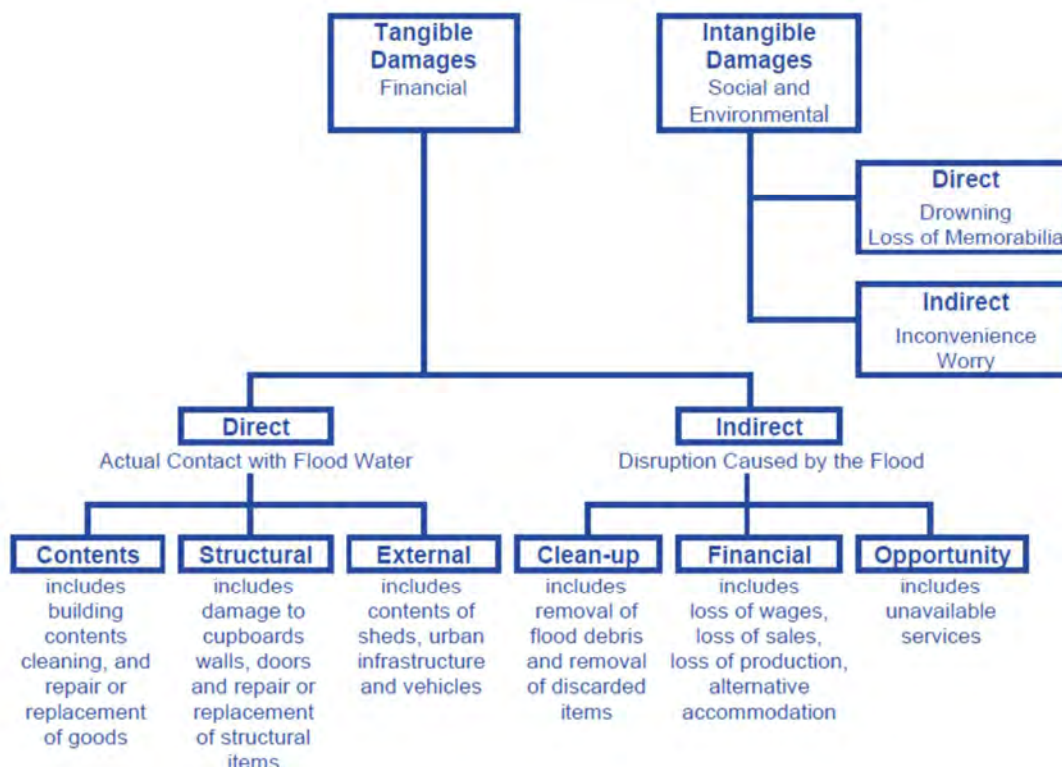 Tangible
Damages
Financial
Intangible
Damages
Social and
Environmental
Direct
Drowning
Loss of Memorabilia
Indirect
Inconvenience
Worry
Direct
Actual Contact with Flood Water
Indirect
Disruption Caused by the Flood
Contents
includes
building
contents
cleaning, and
repair or
replacement
of goods
Structural
includes
damage to
cupboards
walls, doors
and repair or
replacement
of structural
items
External
includes
contents of
sheds, urban
infrastructure
and vehicles
Clean-up
includes
removal of
flood debris
and removal
of discarded
items
Financial
includes
loss of wages,
loss of sales,
loss of production,
alternative
accommodation
Opportunity
includes
unavailable
services